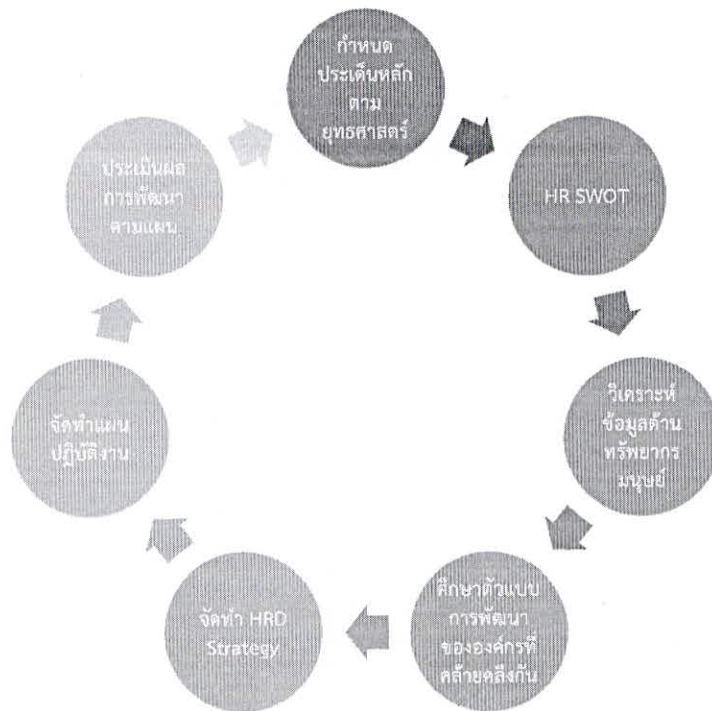 กำหนด
ประเด็นหลัก
ตาม
ยุทธศาสตร์
HR SWOT
วิเคราะห์
ข้อมูลด้าน
ทรัพยากร
มนุษย์
ศึกษาตัวแบบ
การพัฒนา
ขององค์กรที่
คล้ายคลึงกัน
จัดทำ HRD
Strategy
จัดทำแผน
ปฏิบัติงาน
ประเมินผล
การพัฒนา
ตามแผน